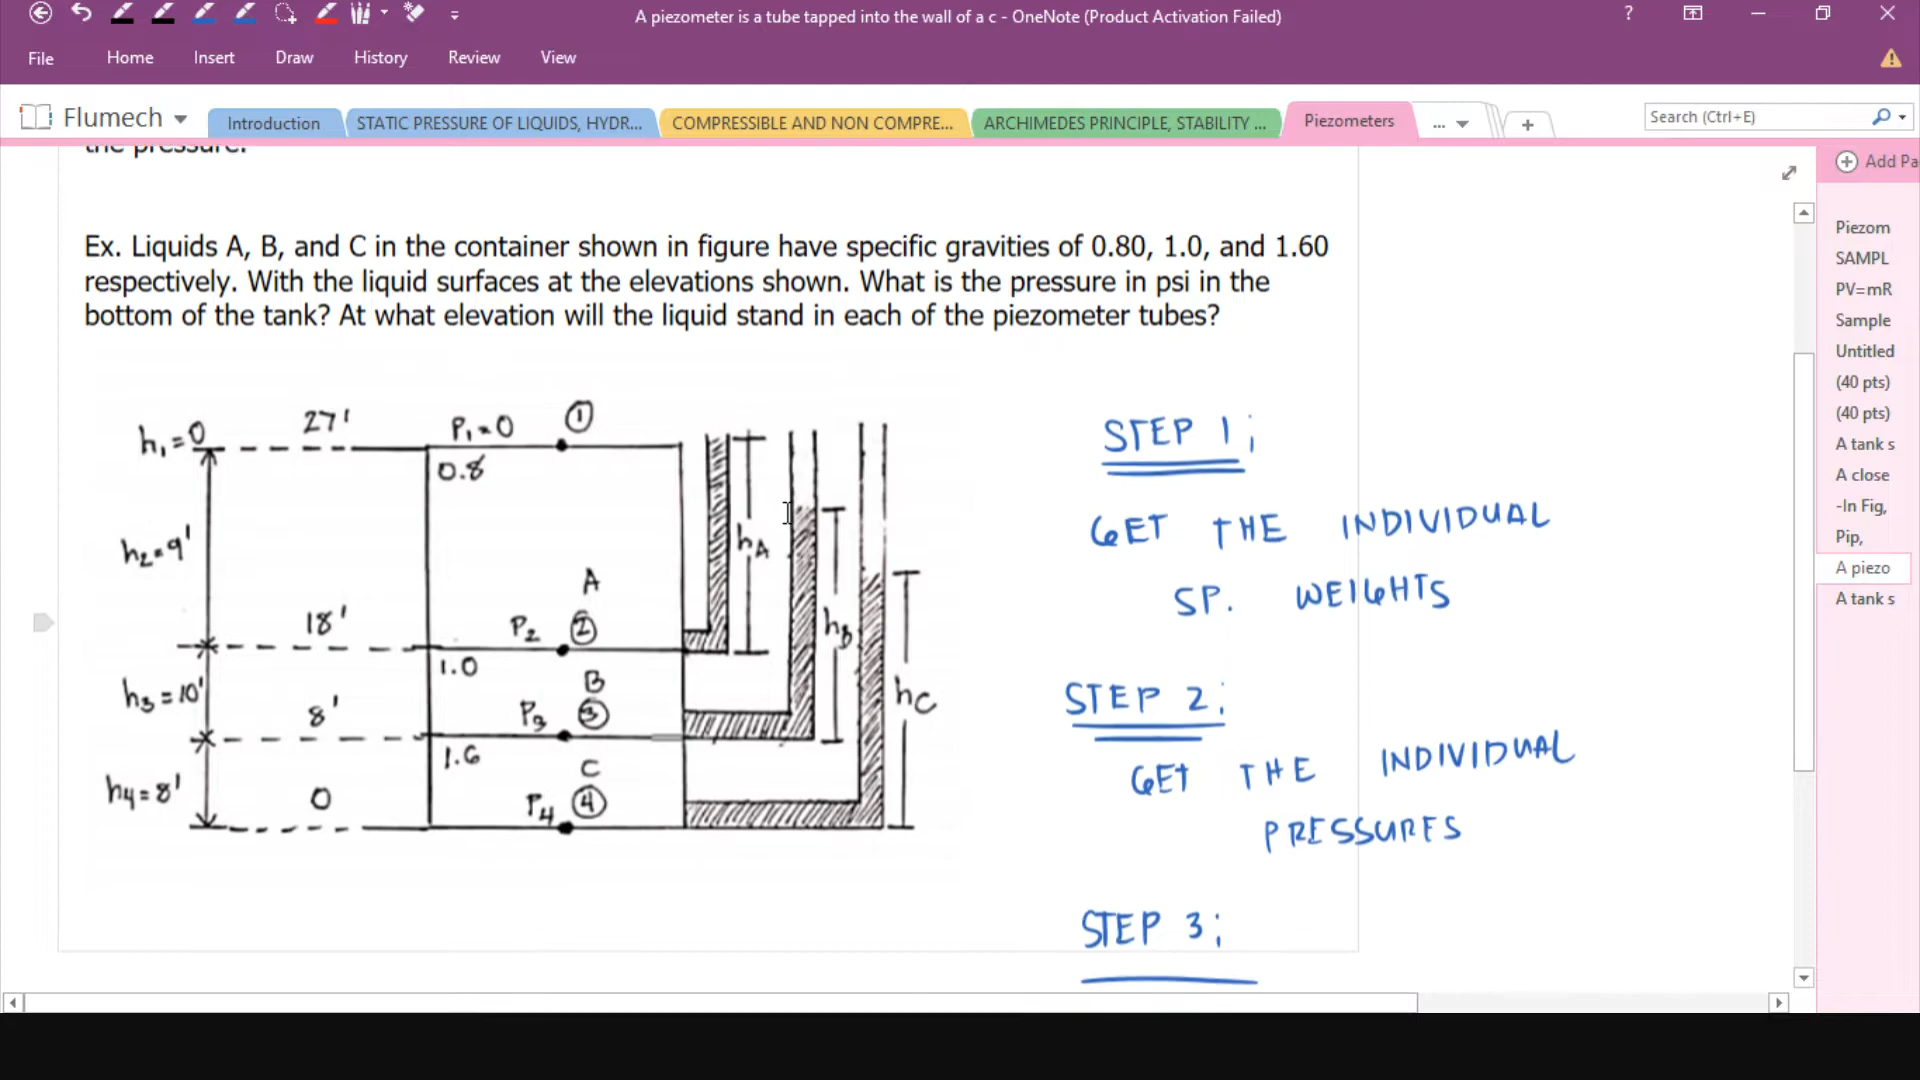 A piezometer is a tube tapped into the wall of a c - OneNote (Product Activation Failed)
?
File Home Insert Draw History Review View
Flumech
Introduction
STATIC PRESSURE OF LIQUIDS, HYDR...
COMPRESSIBLE AND NON COMPRE...
ARCHIMEDES PRINCIPLE, STABILITY ...
Piezometers
...
Search (Ctrl+E)
the pressure.
Ex. Liquids A, B, and C in the container shown in figure have specific gravities of 0.80, 1.0, and 1.60
respectively. With the liquid surfaces at the elevations shown. What is the pressure in psi in the
bottom of the tank? At what elevation will the liquid stand in each of the piezometer tubes?
h₁=0 27' P₁=0 ①
0.8
h₂=9' hA
A
18' P₂ ② hB
1.0
h₃=10' B hC
8' P₃ ③
1.6
C
h₄=8' 0 P₄ ④
STEP 1;
GET THE INDIVIDUAL
SP. WEIGHTS
STEP 2;
GET THE INDIVIDUAL
PRESSURES
STEP 3;
Add Pa
Piezom
SAMPL
PV=mR
Sample
Untitled
(40 pts)
(40 pts)
A tank s
A close
-In Fig,
Pip,
A piezo
A tank s